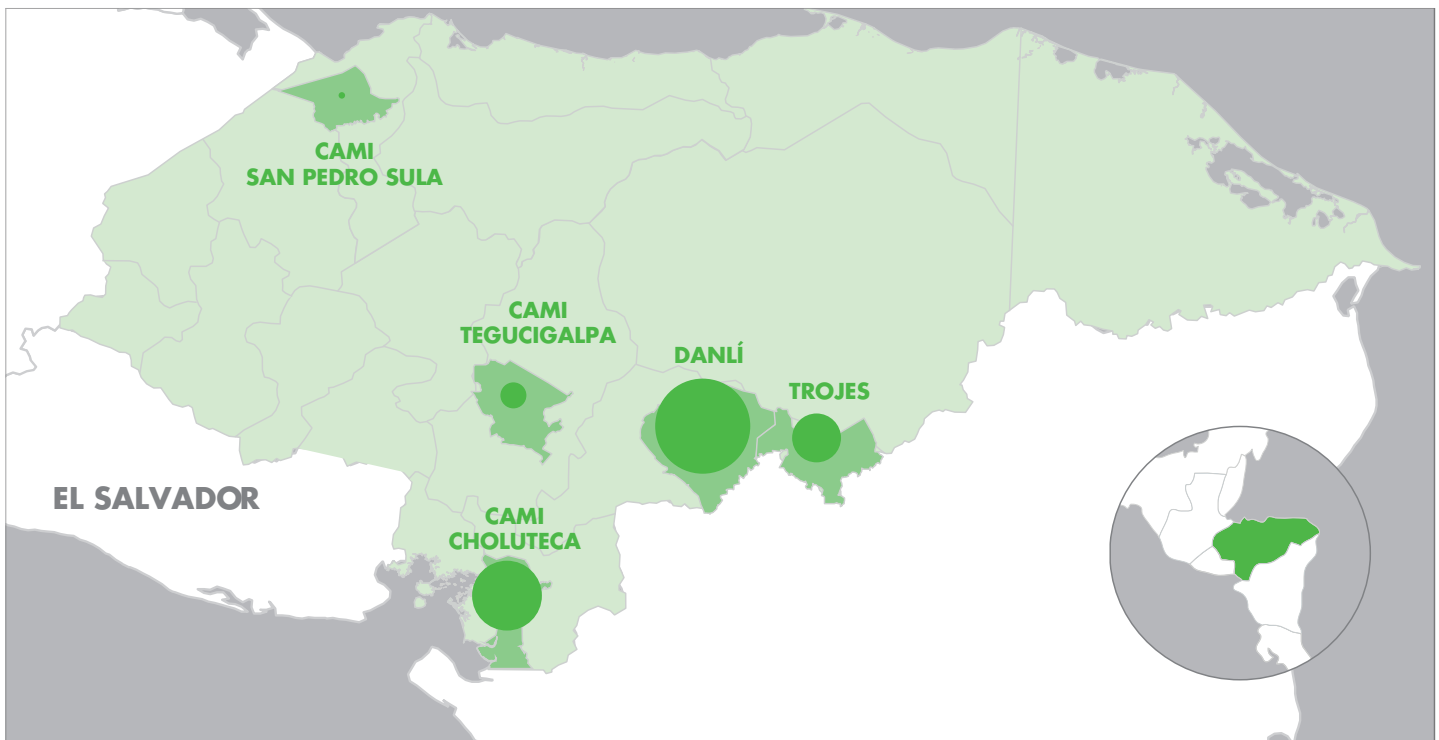 CAMI
SAN PEDRO SULA
CAMI
TEGUCIGALPA
DANLÍ
TROJES
EL SALVADOR
CAMI
CHOLUTECA